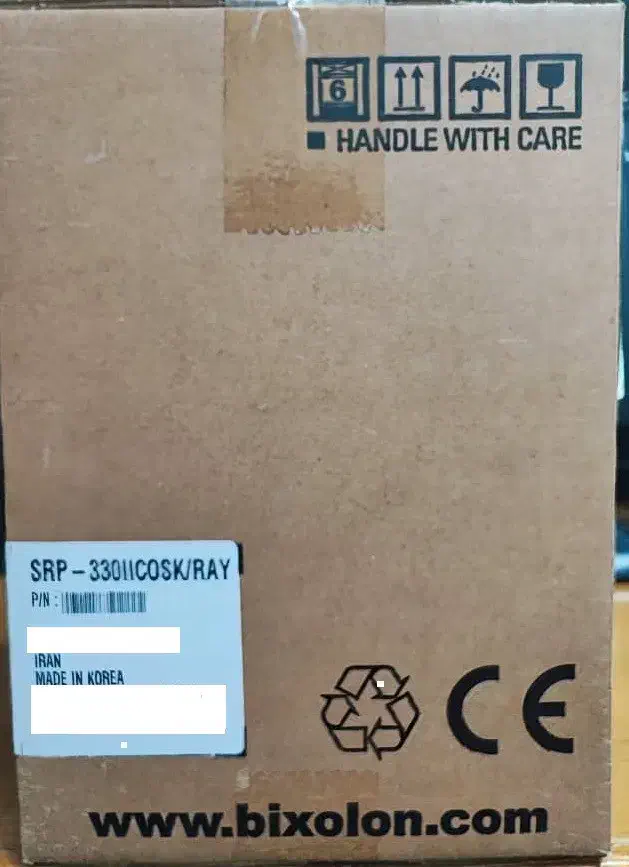 6
HANDLE WITH CARE
SRP-330IICOSK/RAY
P/N :
IRAN
MADE IN KOREA
CE
www.bixolon.com